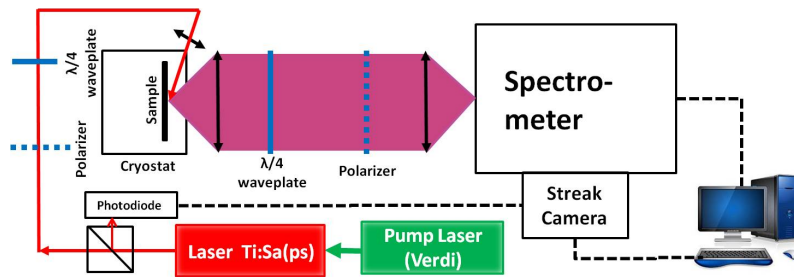 λ/4
waveplate
Polarizer
Sample
Cryostat
λ/4
waveplate
Polarizer
Spectro-
meter
Streak
Camera
Photodiode
Laser Ti:Sa(ps)
Pump Laser
(Verdi)